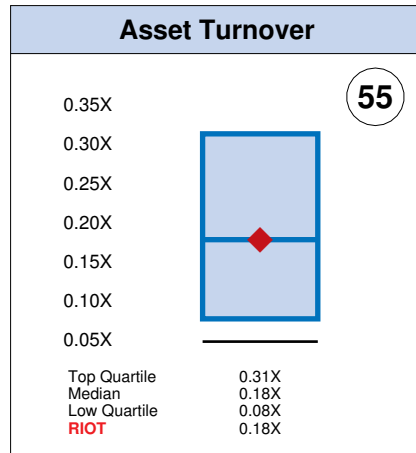 Asset Turnover
55
0.35X
0.30X
0.25X
0.20X
0.15X
0.10X
0.05X
Top Quartile 0.31X
Median 0.18X
Low Quartile 0.08X
RIOT 0.18X